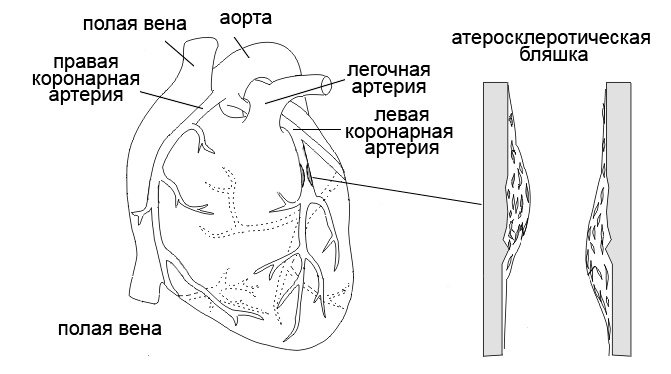 полая вена
аорта
правая
коронарная
артерия
легочная
артерия
левая
коронарная
артерия
полая вена
атеросклеротическая
бляшка